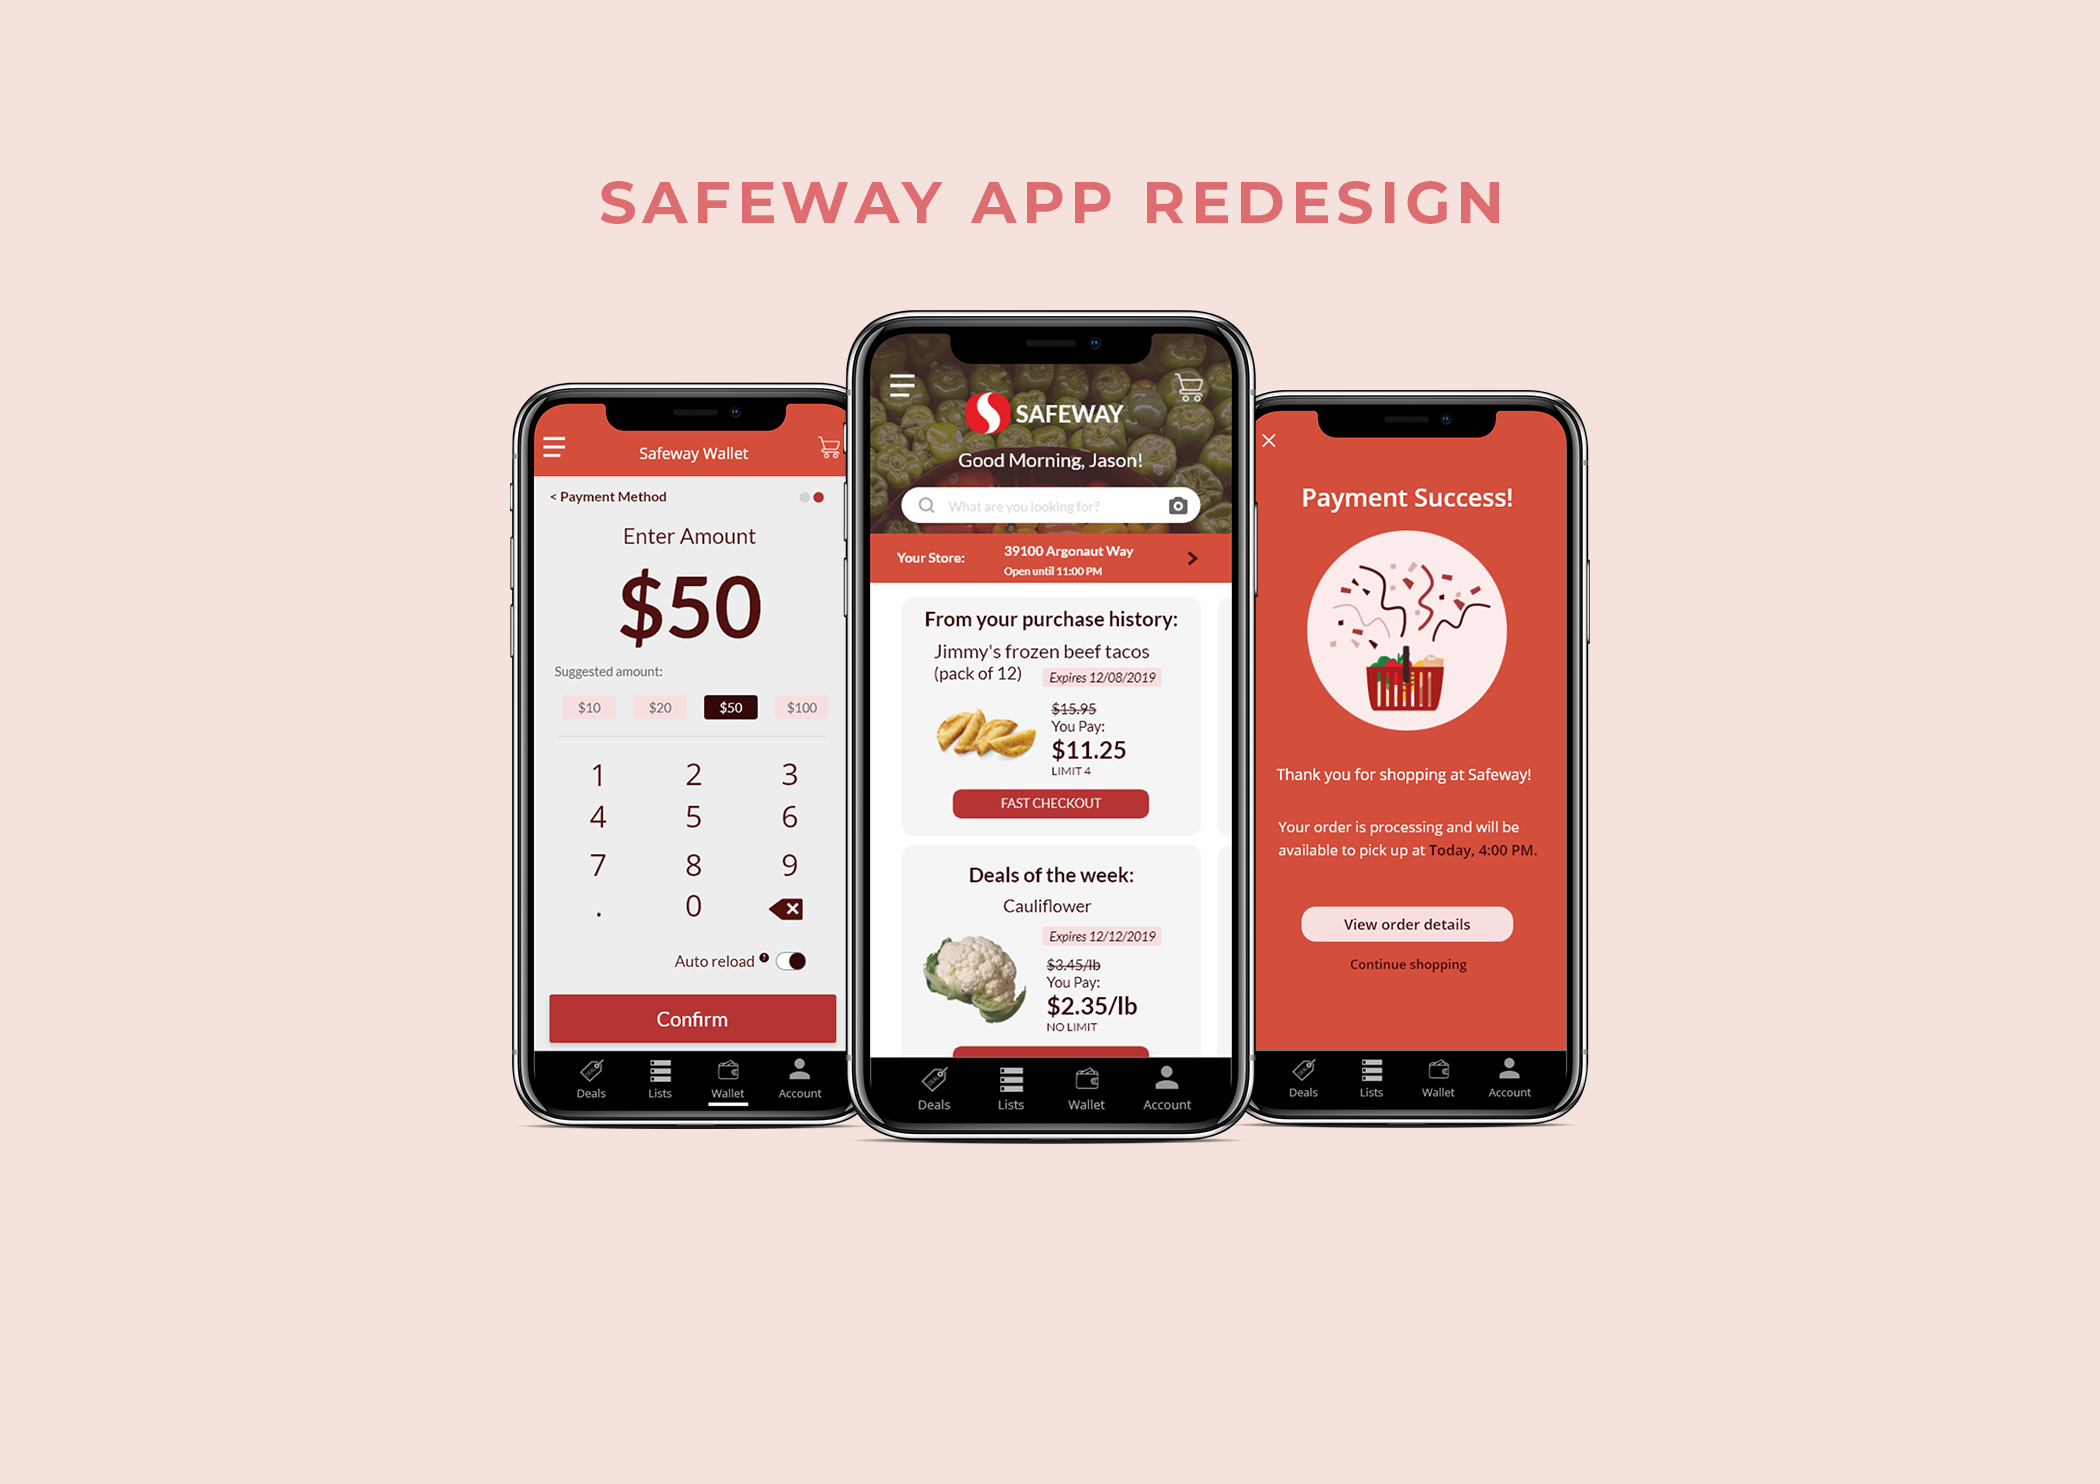 SAFEWAY APP REDESIGN
Safeway Wallet
< Payment Method
Enter Amount
$50
Suggested amount:
$10 $20 $50 $100
1 2 3
4 5 6
7 8 9
. 0
Auto reload ?
Confirm
Deals Lists Wallet Account
SAFEWAY
Good Morning, Jason!
What are you looking for?
Your Store: 39100 Argonaut Way
Open until 11:00 PM
From your purchase history:
Jimmy's frozen beef tacos
(pack of 12) Expires 12/08/2019
$15.95
You Pay:
$11.25
LIMIT 4
FAST CHECKOUT
Deals of the week:
Cauliflower
Expires 12/12/2019
$3.45/lb
You Pay:
$2.35/lb
NO LIMIT
Deals Lists Wallet Account
Payment Success!
Thank you for shopping at Safeway!
Your order is processing and will be
available to pick up at Today, 4:00 PM.
View order details
Continue shopping
Deals Lists Wallet Account